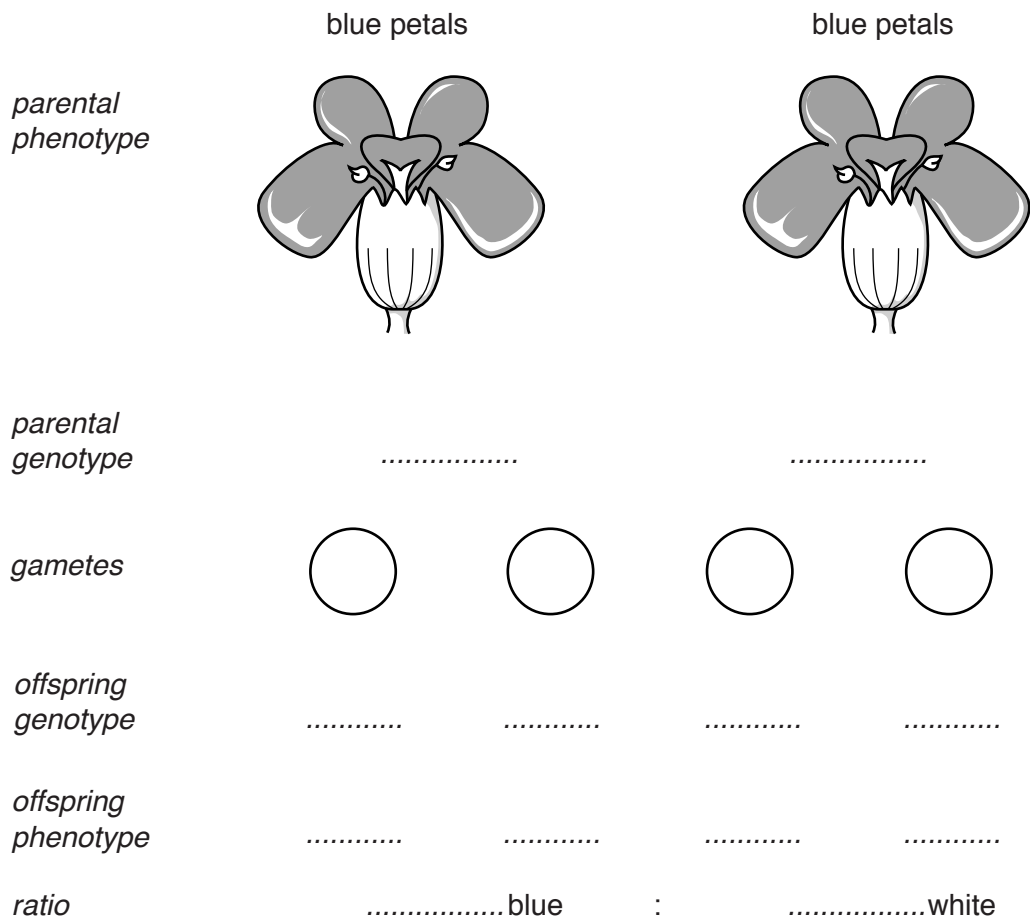 blue petals blue petals
parental
phenotype
parental
genotype ................. .................
gametes
offspring
genotype ............ ............ ............ ............
offspring
phenotype ............ ............ ............ ............
ratio .................blue : .................white